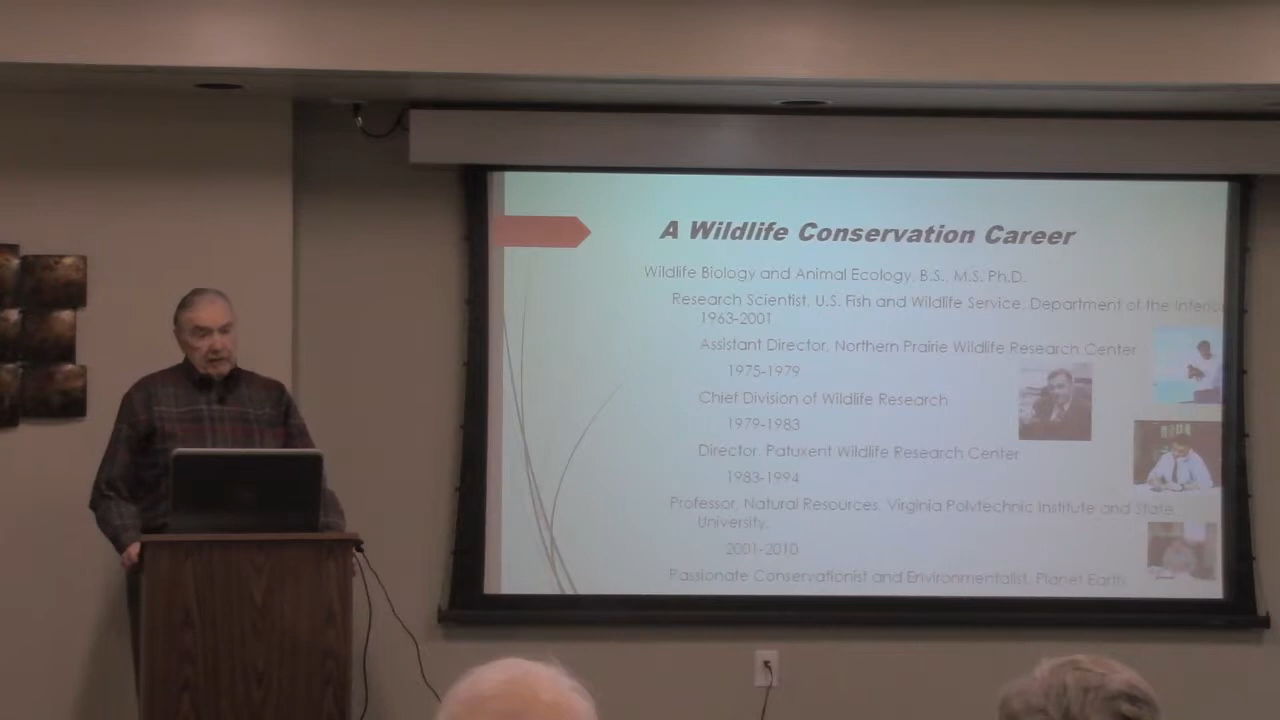 A Wildlife Conservation Career
Wildlife Biology and Animal Ecology, B.S., M.S. Ph.D.
Research Scientist, U.S. Fish and Wildlife Service, Department of the Interior
1963-2001
Assistant Director, Northern Prairie Wildlife Research Center
1975-1979
Chief Division of Wildlife Research
1979-1983
Director, Patuxent Wildlife Research Center
1983-1994
Professor, Natural Resources, Virginia Polytechnic Institute and State
University,
2001-2010
Passionate Conservationist and Environmentalist, Planet Earth